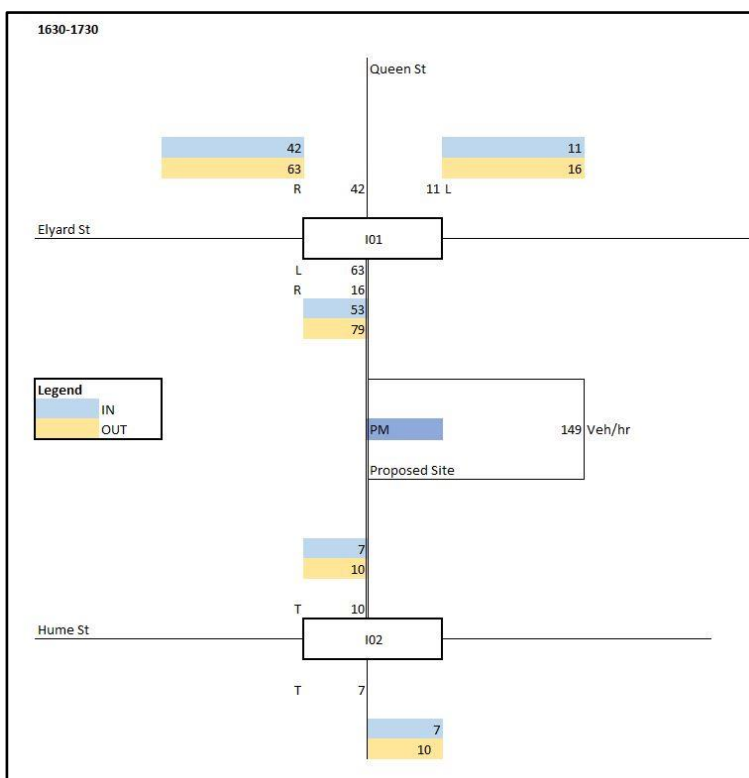 1630-1730
Queen St
42 11
63 16
R 42 11 L
Elyard St I01
L 63
R 16
53
79
Legend
IN
OUT
PM 149 Veh/hr
Proposed Site
7
10
T 10
Hume St I02
T 7
7
10